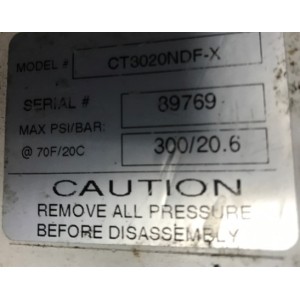 MODEL # CT3020NDF-X
SERIAL # 89769
MAX PSI/BAR:
@ 70F/20C 300/20.6
CAUTION
REMOVE ALL PRESSURE
BEFORE DISASSEMBLY